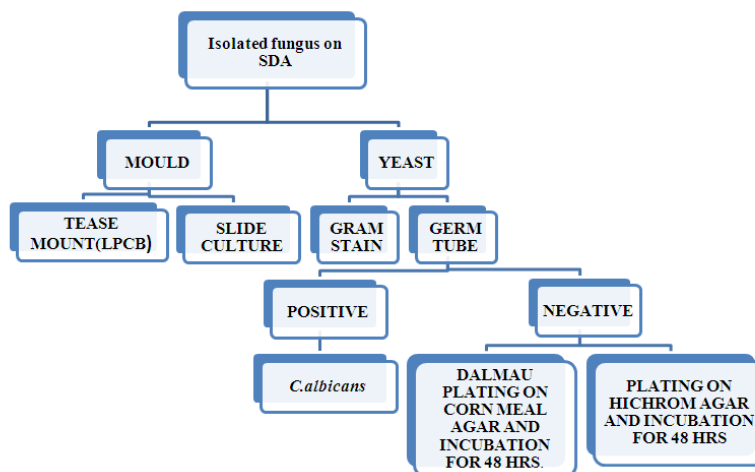 Isolated fungus on
SDA
MOULD
YEAST
TEASE
MOUNT(LPCB)
SLIDE
CULTURE
GRAM
STAIN
GERM
TUBE
POSITIVE
NEGATIVE
C.albicans
DALMAU
PLATING ON
CORN MEAL
AGAR AND
INCUBATION
FOR 48 HRS.
PLATING ON
HICHROM AGAR
AND INCUBATION
FOR 48 HRS